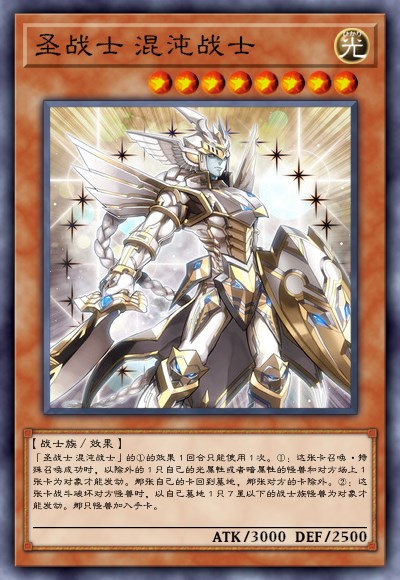 圣战士 混沌战士
光
【战士族／效果】
「圣战士 混沌战士」的①的效果1回合只能使用1次。①：这张卡召唤·特
殊召唤成功时，以除外的1只自己的光属性或者暗属性的怪兽和对方场上1
张卡为对象才能发动。那张自己的卡回到墓地，那张对方的卡除外。②：这
张卡战斗破坏对方怪兽时，以自己墓地1只7星以下的战士族怪兽为对象才
能发动。那只怪兽加入手卡。
ATK/3000 DEF/2500